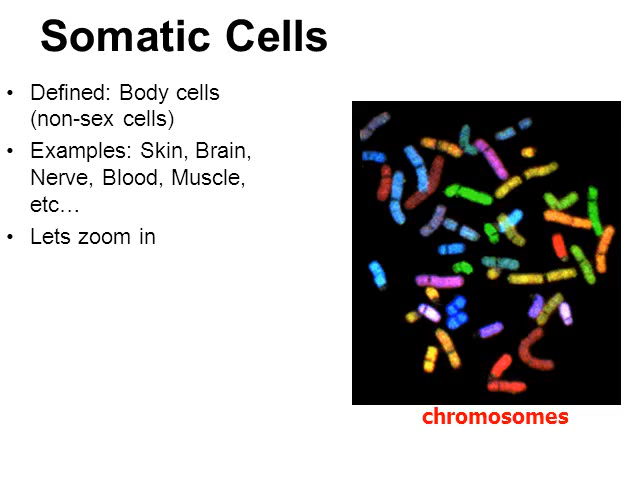 Somatic Cells
• Defined: Body cells
(non-sex cells)
• Examples: Skin, Brain,
Nerve, Blood, Muscle,
etc…
• Lets zoom in
chromosomes